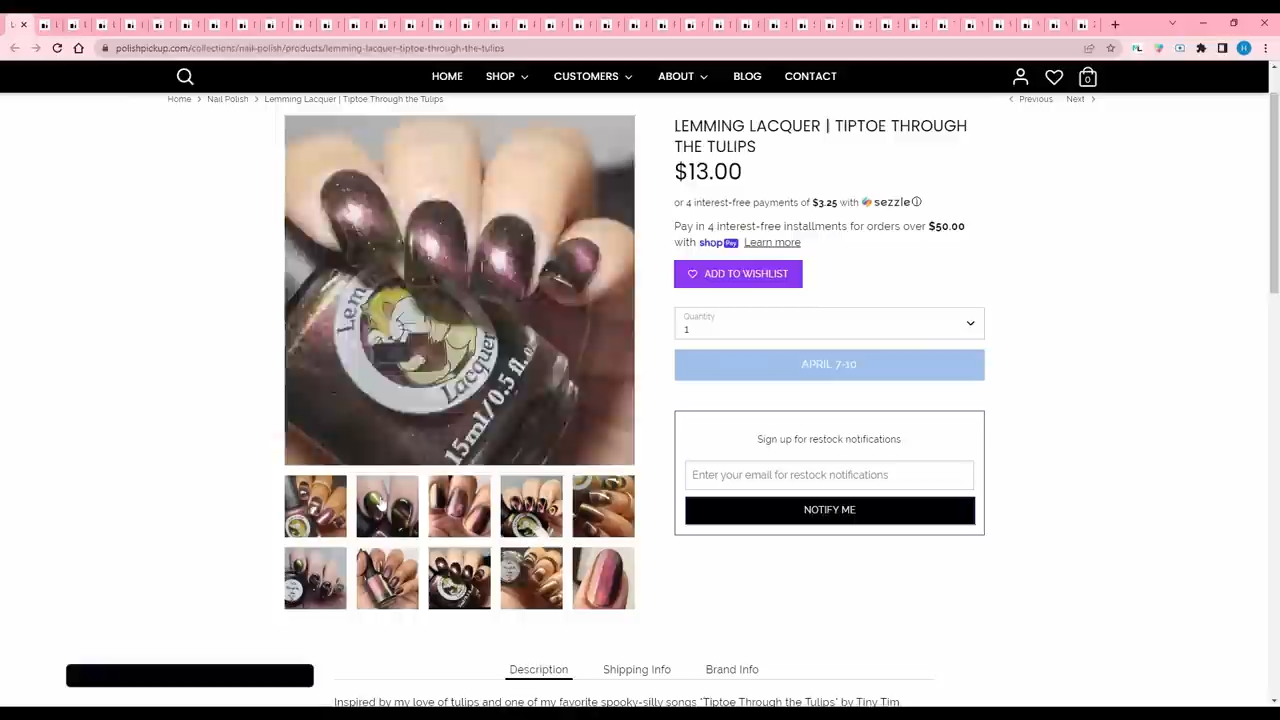 polishpickup.com/collections/nail-polish/products/lemming-lacquer-tiptoe-through-the-tulips
HOME
SHOP
CUSTOMERS
ABOUT
BLOG
CONTACT
0
Home > Nail Polish > Lemming Lacquer | Tiptoe Through the Tulips
< Previous Next >
LEMMING LACQUER | TIPTOE THROUGH
THE TULIPS
$13.00
or 4 interest-free payments of $3.25 with sezzle
Pay in 4 interest-free installments for orders over $50.00
with shop Pay Learn more
ADD TO WISHLIST
Quantity
1
APRIL 7-10
Sign up for restock notifications
Enter your email for restock notifications
NOTIFY ME
Lem
Lacquer
15ml/0.5 fl.
Description
Shipping Info
Brand Info
Inspired by my love of tulips and one of my favorite spooky-silly songs "Tiptoe Through the Tulips" by Tiny Tim